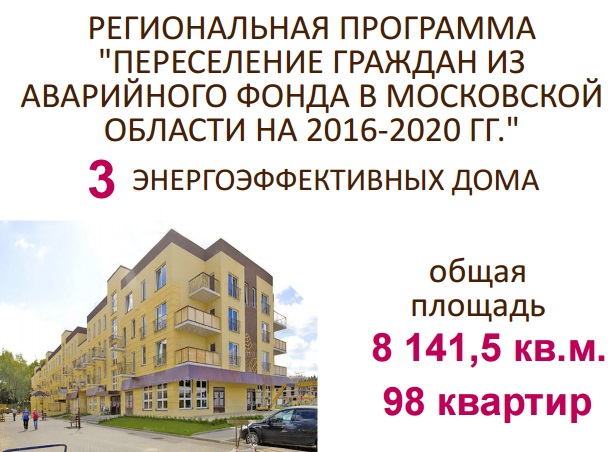 РЕГИОНАЛЬНАЯ ПРОГРАММА
"ПЕРЕСЕЛЕНИЕ ГРАЖДАН ИЗ
АВАРИЙНОГО ФОНДА В МОСКОВСКОЙ
ОБЛАСТИ НА 2016-2020 ГГ."
3 ЭНЕРГОЭФФЕКТИВНЫХ ДОМА
общая
площадь
8 141,5 кв.м.
98 квартир